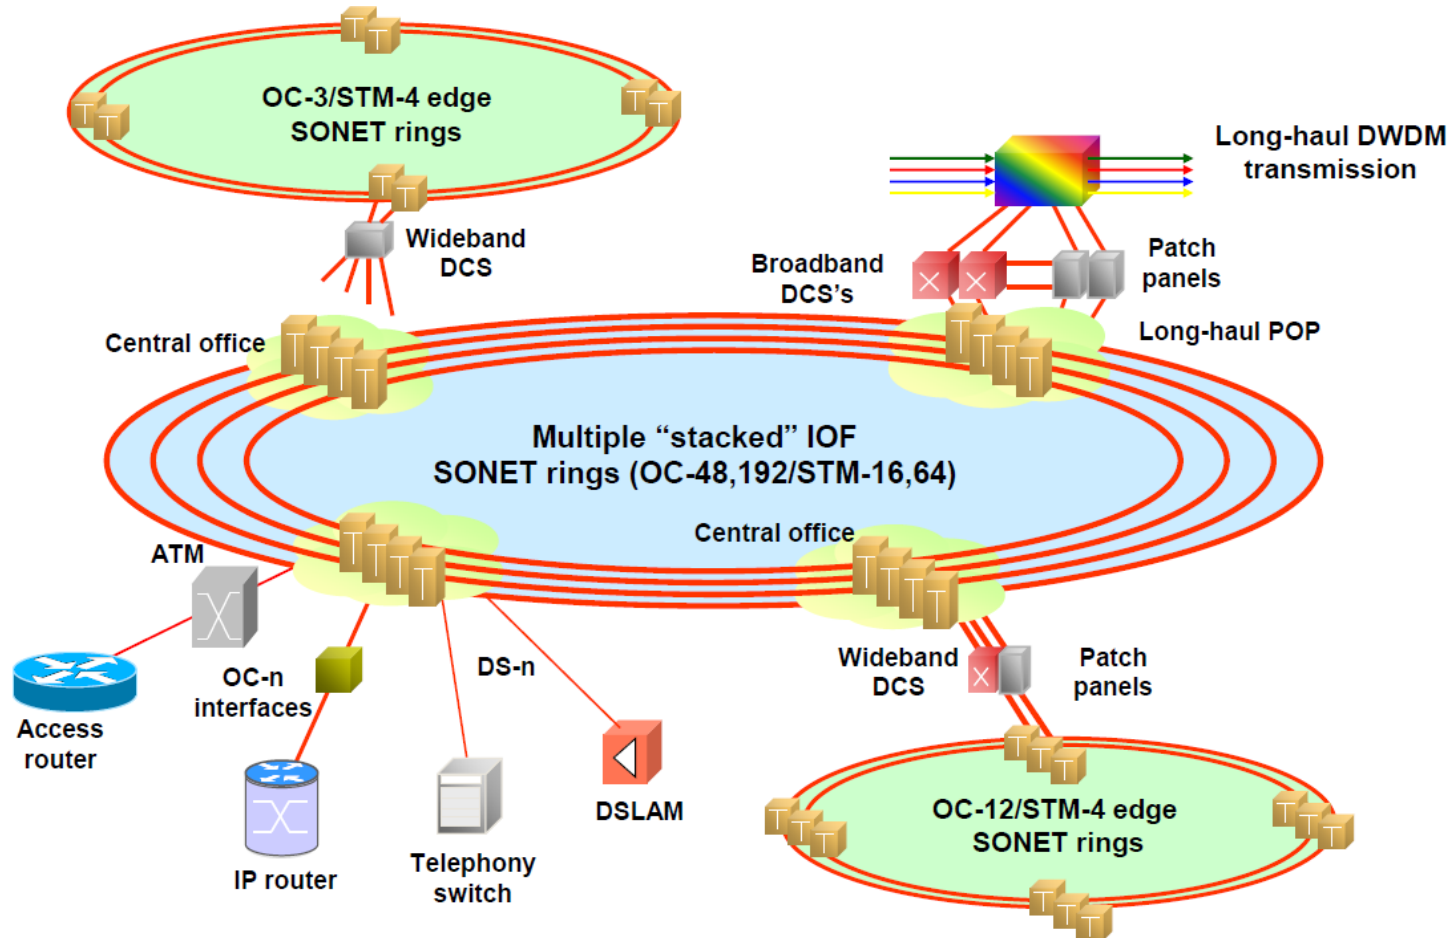 OC-3/STM-4 edge
SONET rings
Long-haul DWDM
transmission
Wideband
DCS
Broadband
DCS's
Patch
panels
Central office
Long-haul POP
Multiple “stacked” IOF
SONET rings (OC-48,192/STM-16,64)
Central office
ATM
OC-n
interfaces
DS-n
Wideband
DCS
Patch
panels
Access
router
DSLAM
IP router
Telephony
switch
OC-12/STM-4 edge
SONET rings